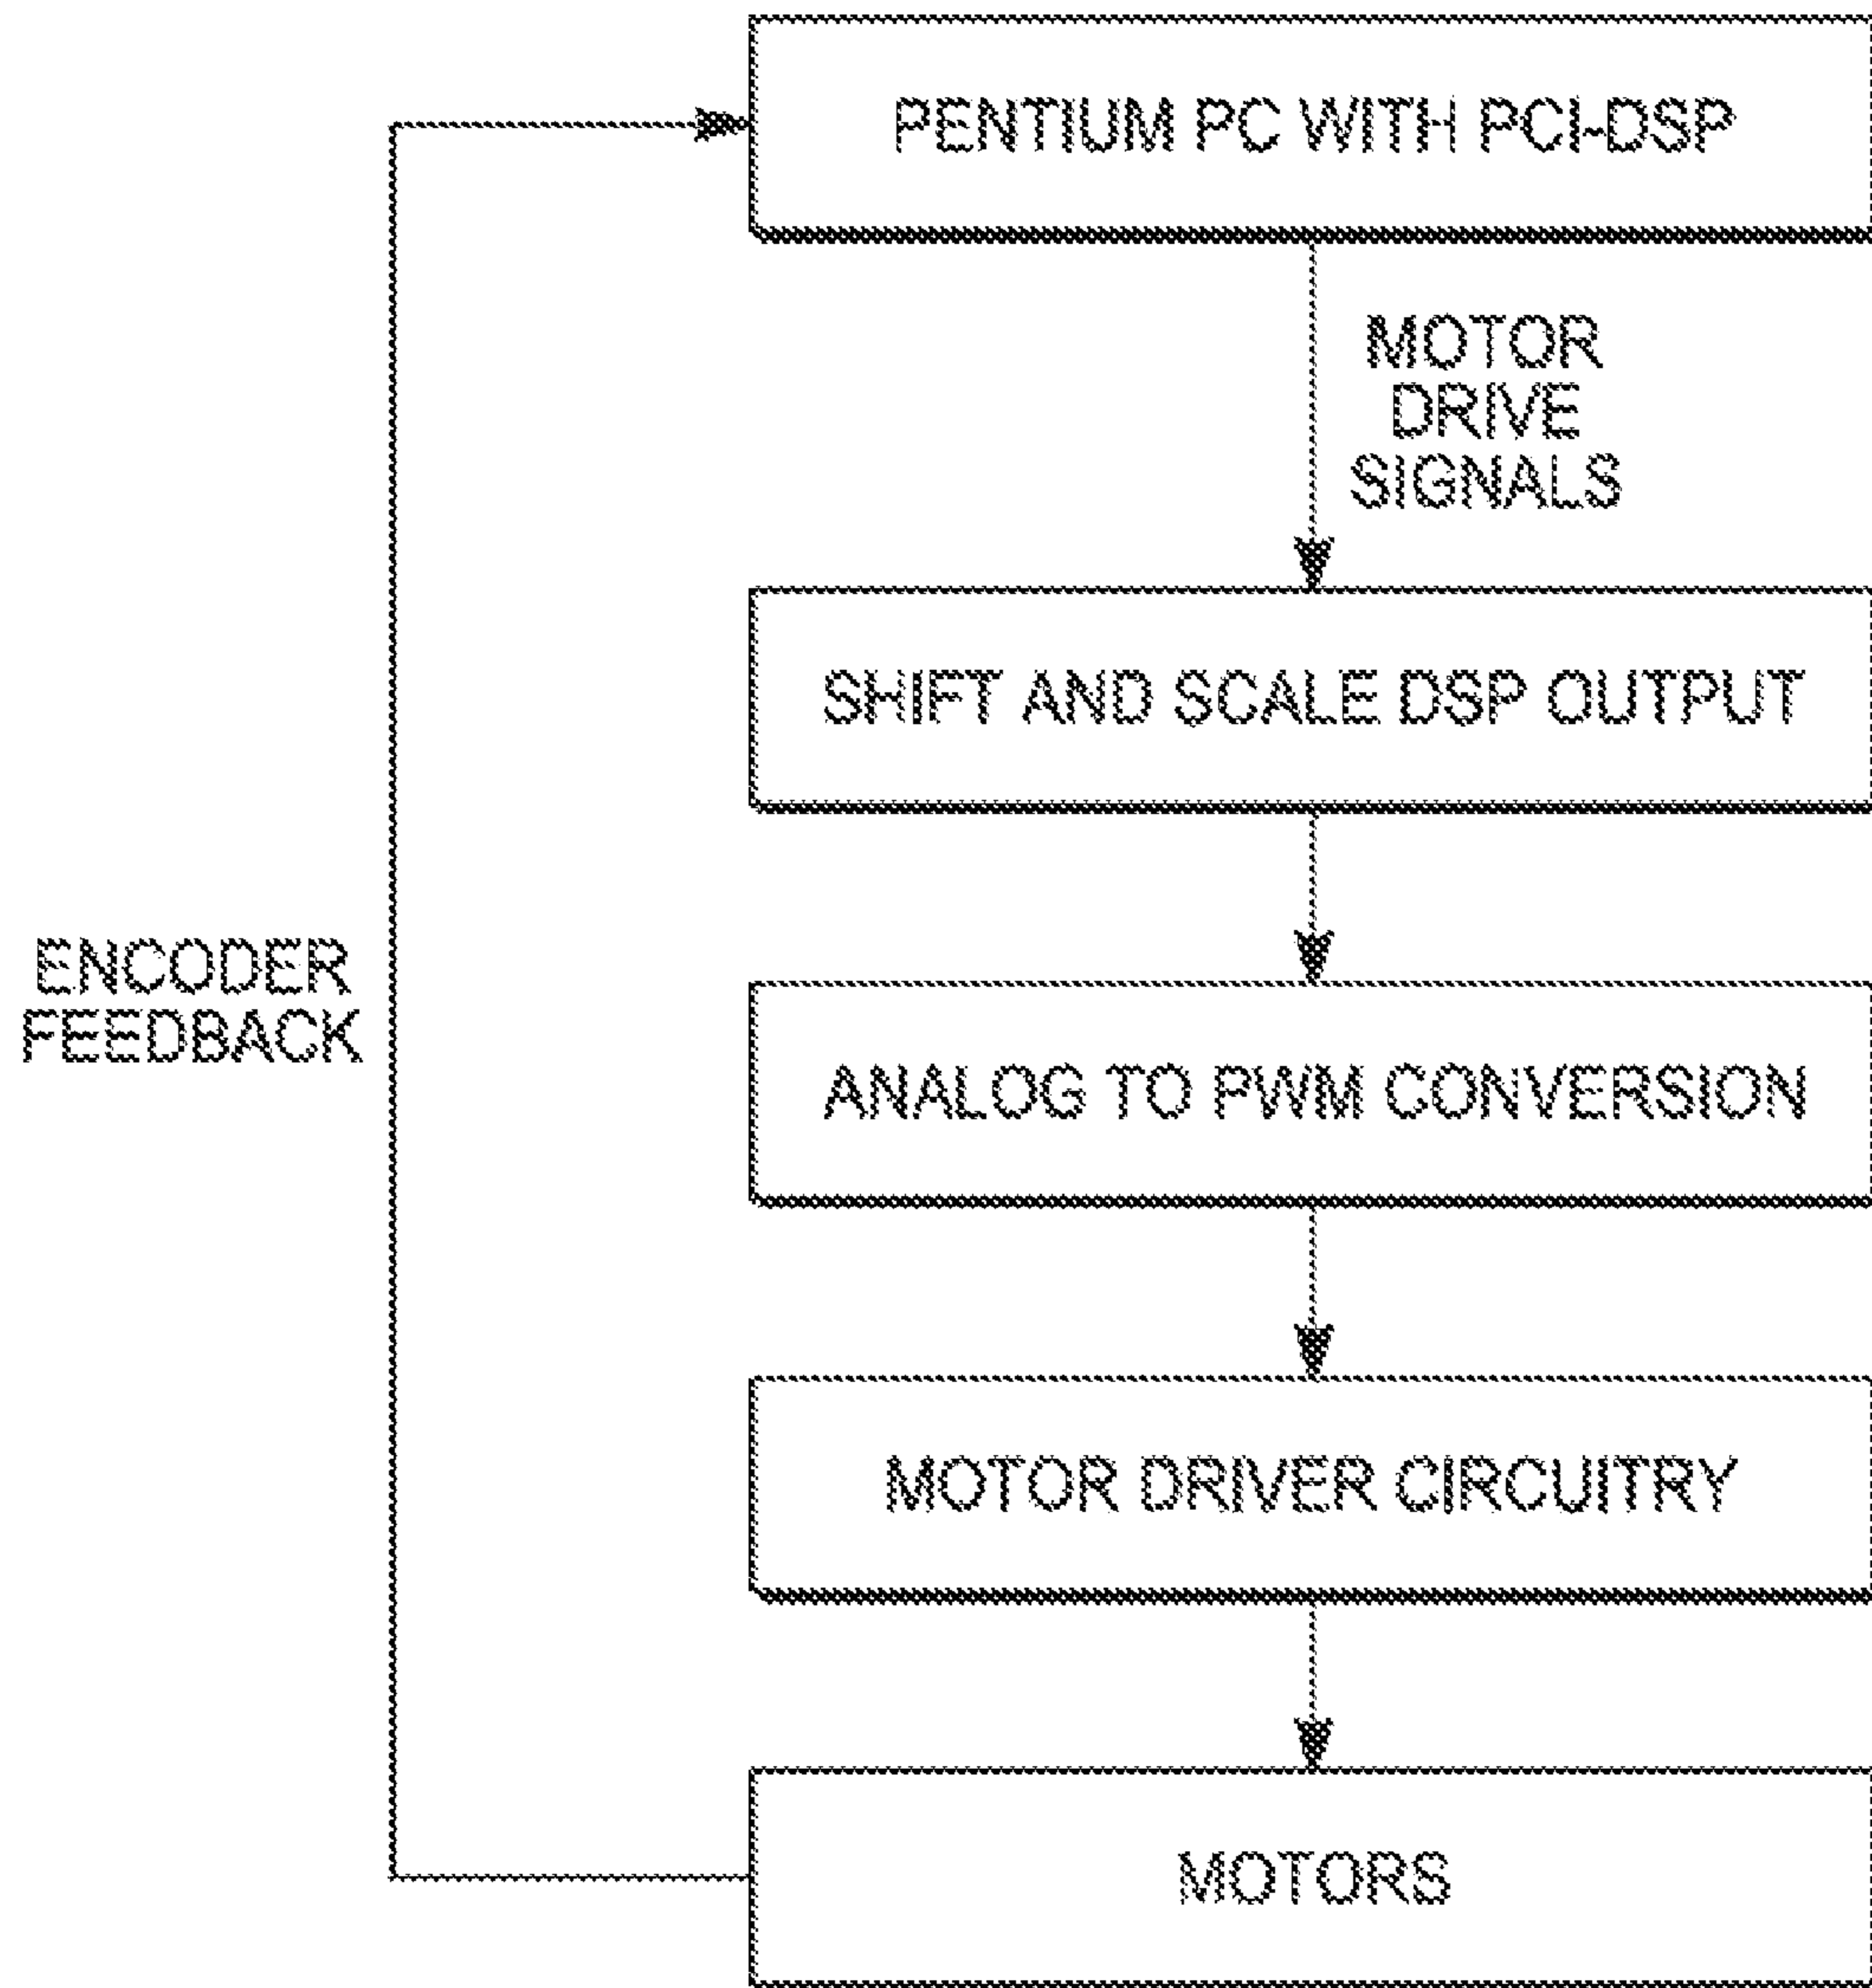 PENTIUM PC WITH PCI-DSP
MOTOR
DRIVE
SIGNALS
SHIFT AND SCALE DSP OUTPUT
ENCODER
FEEDBACK
ANALOG TO PWM CONVERSION
MOTOR DRIVER CIRCUITRY
MOTORS